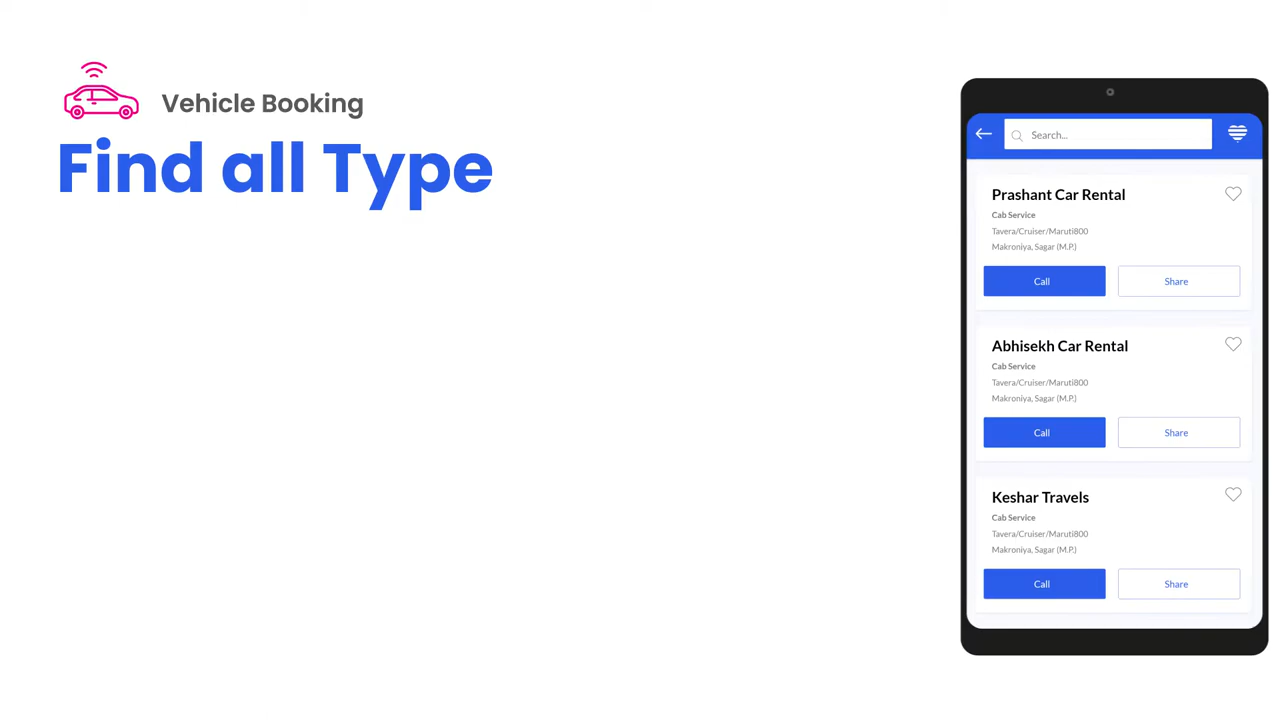 Vehicle Booking
Find all Type
Search...
Prashant Car Rental
Cab Service
Tavera/Cruiser/Maruti800
Makroniya, Sagar (M.P.)
Call
Share
Abhisekh Car Rental
Cab Service
Tavera/Cruiser/Maruti800
Makroniya, Sagar (M.P.)
Call
Share
Keshar Travels
Cab Service
Tavera/Cruiser/Maruti800
Makroniya, Sagar (M.P.)
Call
Share